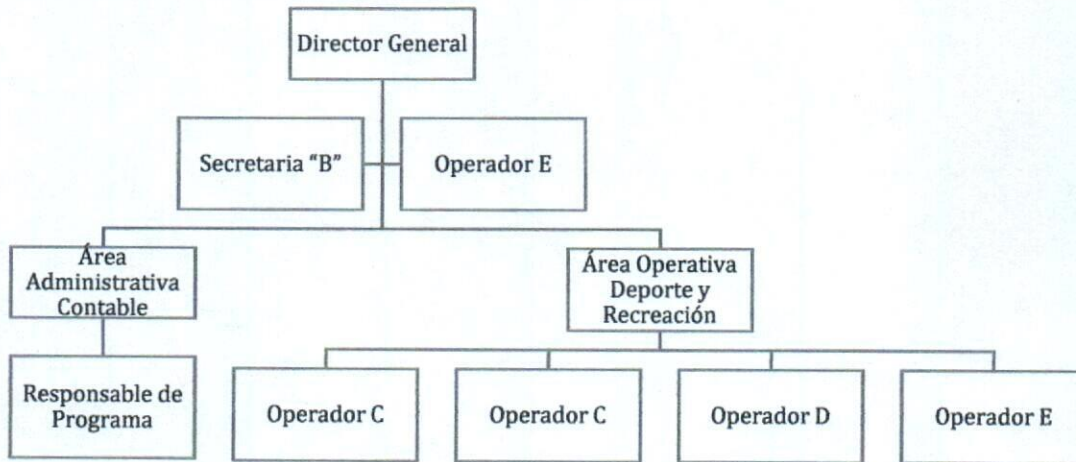 Director General
Secretaria "B"
Operador E
Área
Administrativa
Contable
Área Operativa
Deporte y
Recreación
Responsable de
Programa
Operador C
Operador C
Operador D
Operador E